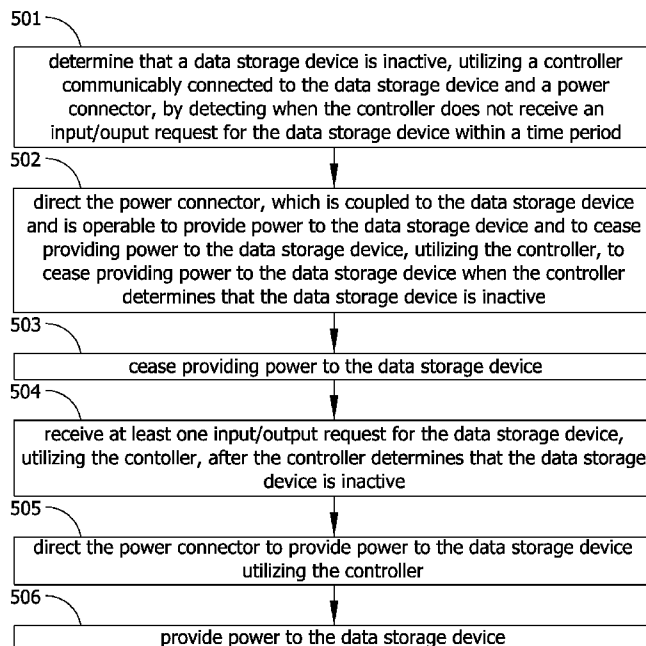 501
determine that a data storage device is inactive, utilizing a controller
communicably connected to the data storage device and a power
connector, by detecting when the controller does not receive an
input/ouput request for the data storage device within a time period
502
direct the power connector, which is coupled to the data storage device
and is operable to provide power to the data storage device and to cease
providing power to the data storage device, utilizing the controller, to
cease providing power to the data storage device when the controller
determines that the data storage device is inactive
503
cease providing power to the data storage device
504
receive at least one input/output request for the data storage device,
utilizing the contoller, after the controller determines that the data storage
device is inactive
505
direct the power connector to provide power to the data storage device
utilizing the controller
506
provide power to the data storage device